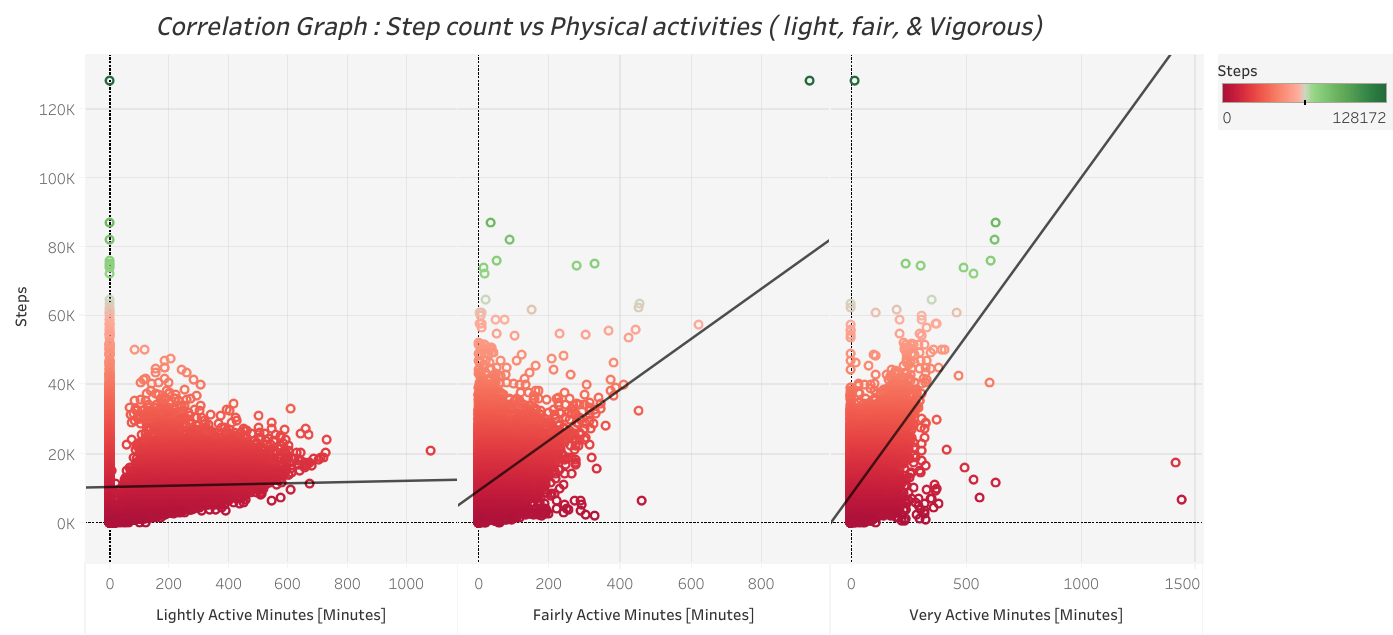 Correlation Graph : Step count vs Physical activities ( light, fair, & Vigorous)
Steps
0 128172
Steps
120K
100K
80K
60K
40K
20K
0K
0 200 400 600 800 1000
0 200 400 600 800
0 500 1000 1500
Lightly Active Minutes [Minutes]
Fairly Active Minutes [Minutes]
Very Active Minutes [Minutes]